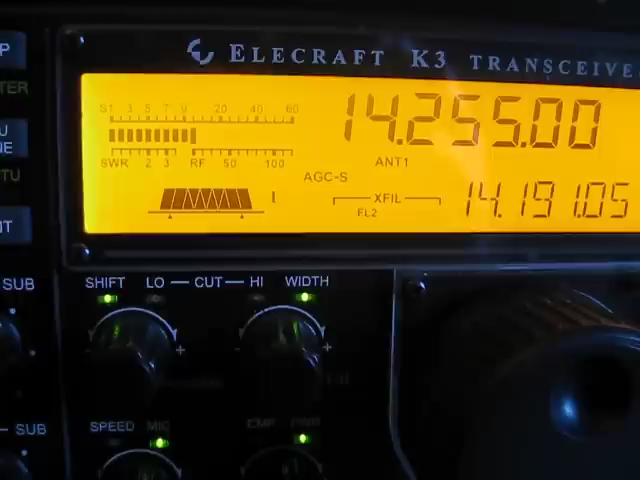 ELECRAFT K3 TRANSCEIVE
P
TER
S1 3 5 7 9 20 40 60
14.255.00
SWR 2 3 RF 50 100
ANT1
AGC-S
XFIL
FL2
14.191.05
U
NE
TU
NT
SUB
SHIFT LO CUT HI WIDTH
- +
- +
SUB
SPEED MIC CMP PWR